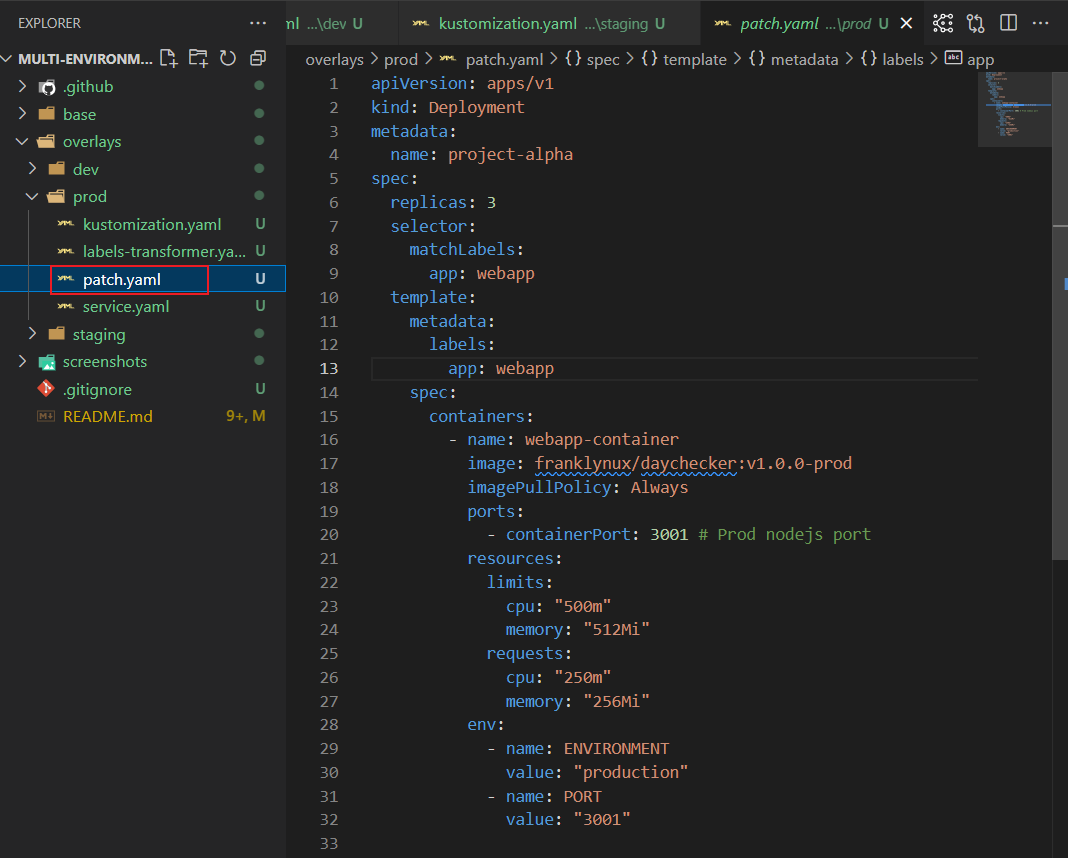 EXPLORER ···
MULTI-ENVIRONM...
.github
base
overlays
dev
prod
kustomization.yaml U
labels-transformer.ya... U
patch.yaml U
service.yaml U
staging
screenshots
.gitignore U
README.md 9+, M
ml ...\dev U
kustomization.yaml ...\staging U
patch.yaml ...\prod U
overlays > prod > patch.yaml > {} spec > {} template > {} metadata > {} labels > abc app
1 apiVersion: apps/v1
2 kind: Deployment
3 metadata:
4   name: project-alpha
5 spec:
6   replicas: 3
7   selector:
8     matchLabels:
9       app: webapp
10   template:
11     metadata:
12       labels:
13         app: webapp
14     spec:
15       containers:
16         - name: webapp-container
17           image: franklynux/daychecker:v1.0.0-prod
18           imagePullPolicy: Always
19           ports:
20             - containerPort: 3001 # Prod nodejs port
21           resources:
22             limits:
23               cpu: "500m"
24               memory: "512Mi"
25             requests:
26               cpu: "250m"
27               memory: "256Mi"
28           env:
29             - name: ENVIRONMENT
30               value: "production"
31             - name: PORT
32               value: "3001"
33